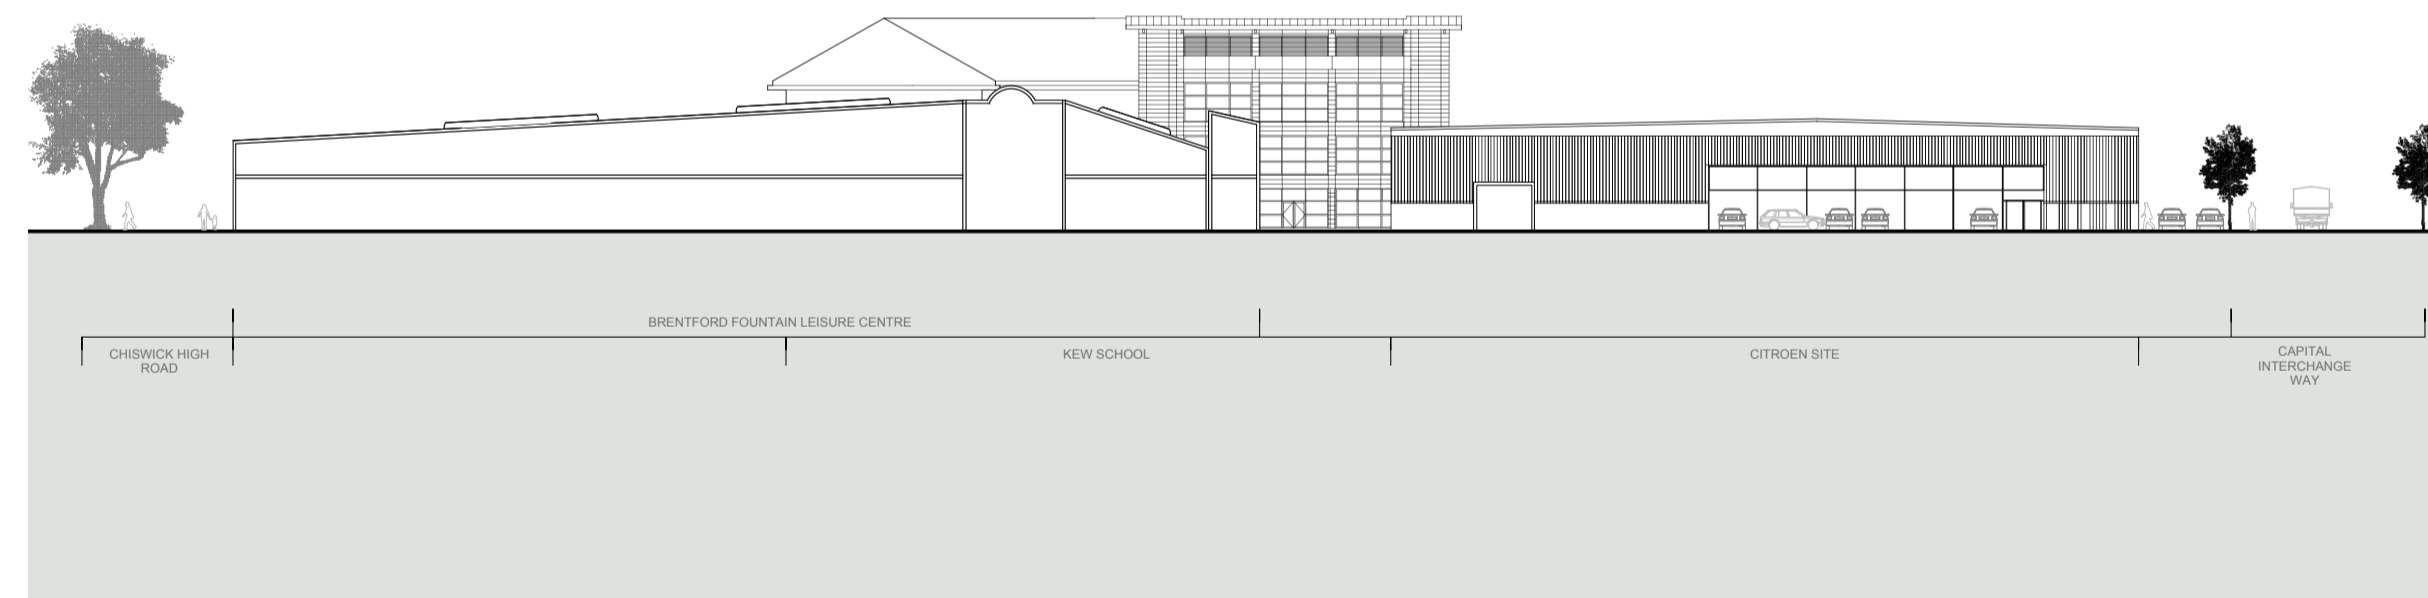 BRENTFORD FOUNTAIN LEISURE CENTRE
CHISWICK HIGH
ROAD
KEW SCHOOL
CITROEN SITE
CAPITAL
INTERCHANGE
WAY